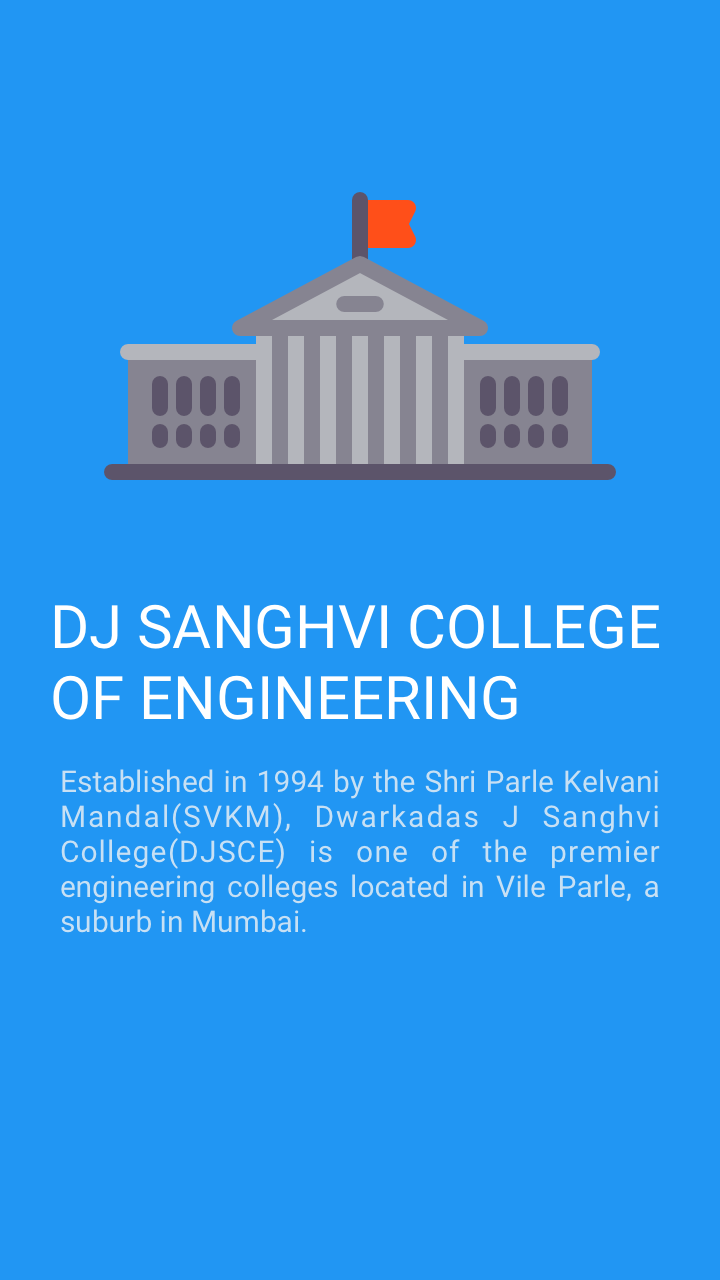 DJ SANGHVI COLLEGE
OF ENGINEERING
Established in 1994 by the Shri Parle Kelvani
Mandal(SVKM), Dwarkadas J Sanghvi
College(DJSCE) is one of the premier
engineering colleges located in Vile Parle, a
suburb in Mumbai.